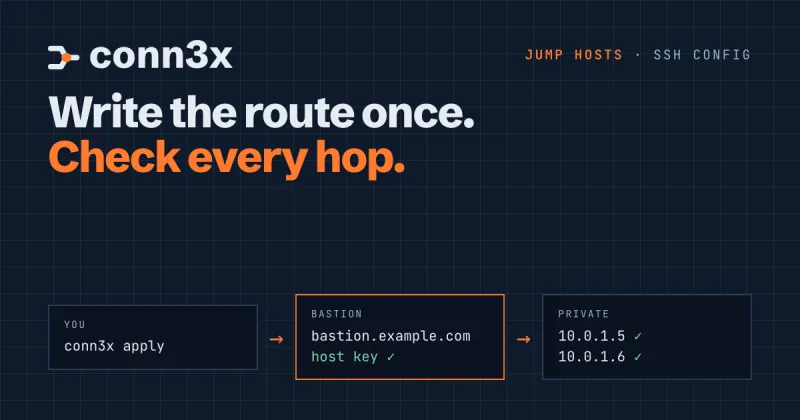 conn3x
JUMP HOSTS · SSH CONFIG
Write the route once.
Check every hop.
YOU
conn3x apply
→
BASTION
bastion.example.com
host key ✓
→
PRIVATE
10.0.1.5 ✓
10.0.1.6 ✓